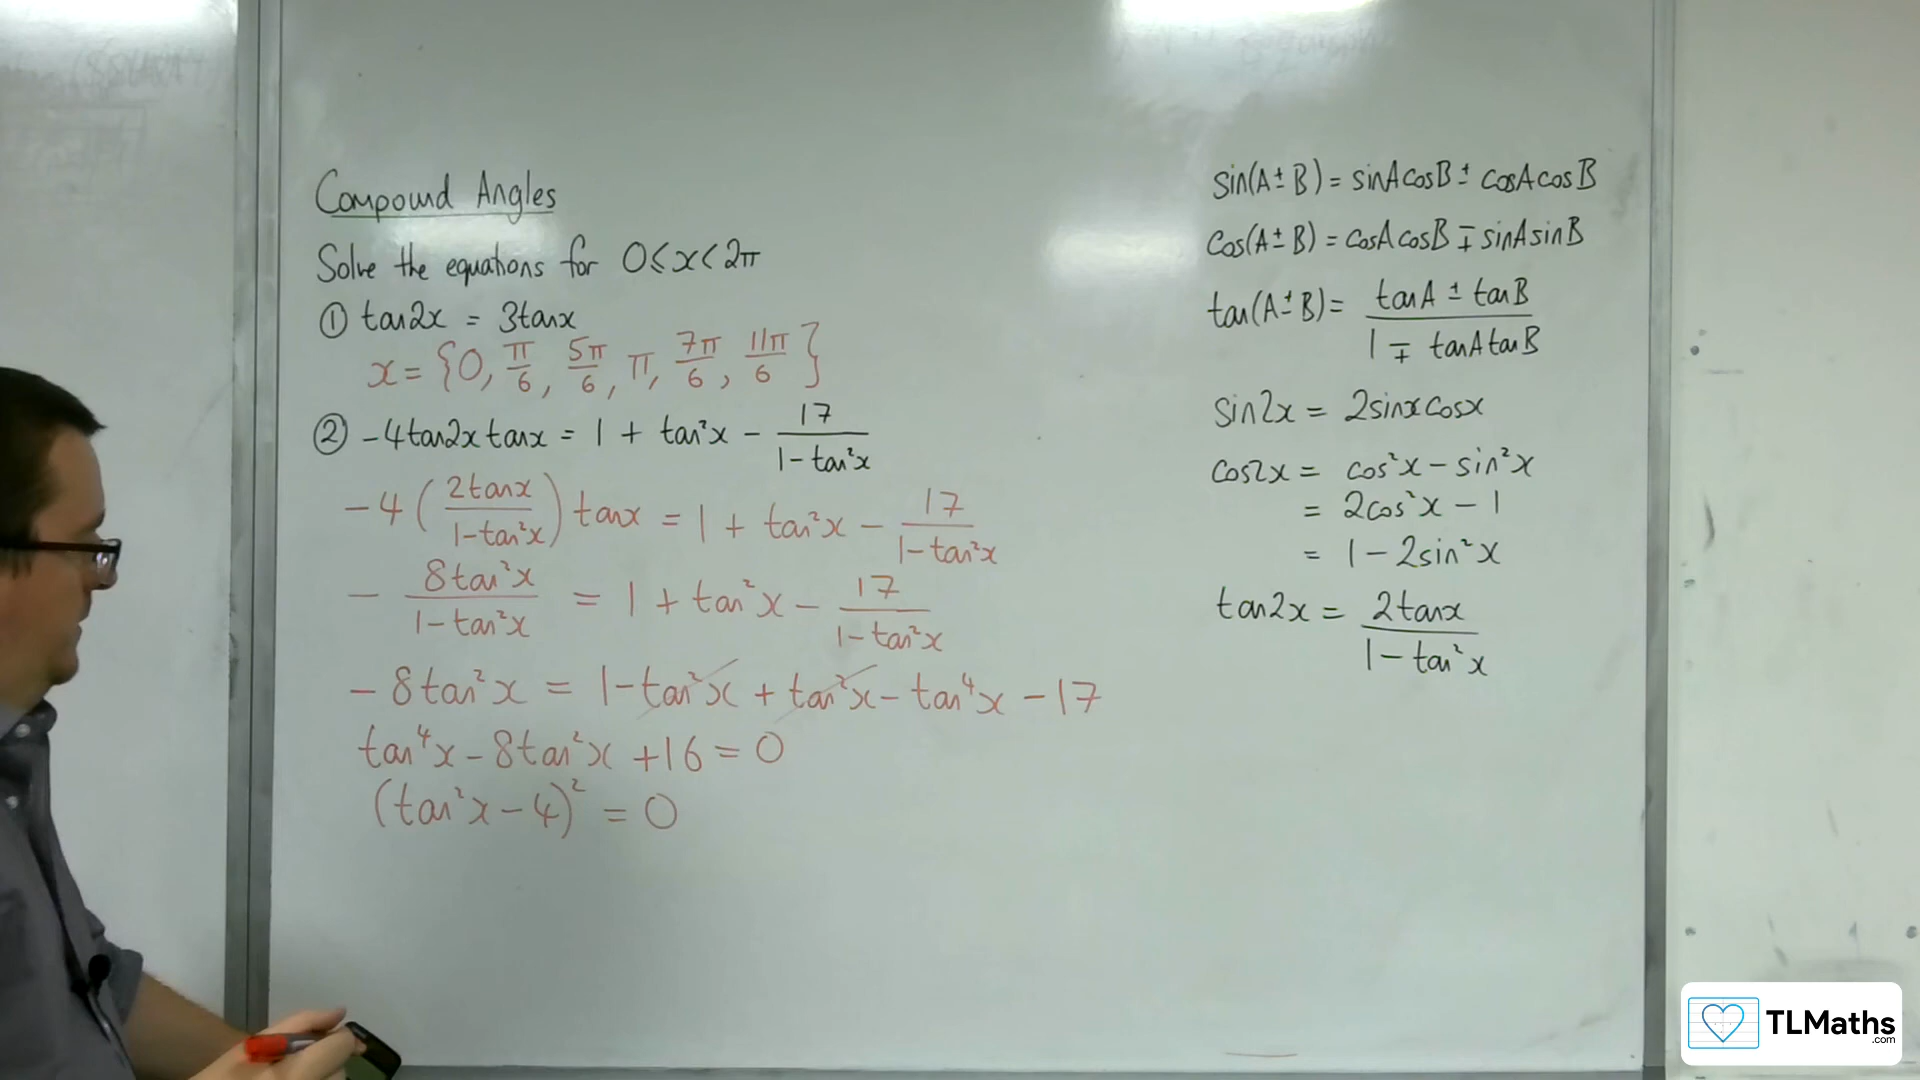 Compound Angles
Solve the equations for 0 ≤ x < 2π
① tan2x = 3tanx
x = {0, π/6, 5π/6, π, 7π/6, 11π/6}
② -4tan2x tanx = 1 + tan²x - 17/(1-tan²x)
-4(2tanx/(1-tan²x))tanx = 1 + tan²x - 17/(1-tan²x)
- 8tan²x/(1-tan²x) = 1 + tan²x - 17/(1-tan²x)
-8tan²x = 1-tan²x + tan²x - tan⁴x - 17
tan⁴x - 8tan²x + 16 = 0
(tan²x - 4)² = 0
sin(A ± B) = sinAcosB ± cosAcosB
cos(A ± B) = cosAcosB ∓ sinAsinB
tan(A ± B) = (tanA ± tanB)/(1 ∓ tanAtanB)
sin2x = 2sinxcosx
cos2x = cos²x - sin²x
= 2cos²x - 1
= 1 - 2sin²x
tan2x = 2tanx/(1 - tan²x)
TLMaths
.com